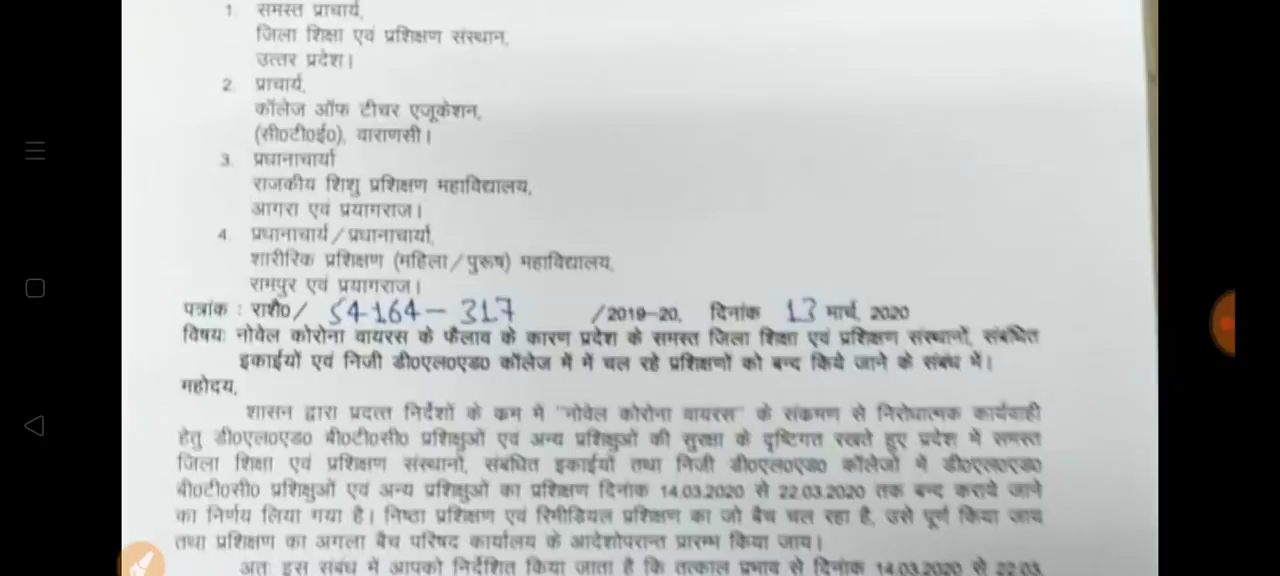 1. समस्त प्राचार्य,
जिला शिक्षा एवं प्रशिक्षण संस्थान,
उत्तर प्रदेश।
2. प्राचार्य,
कॉलेज ऑफ टीचर एजूकेशन,
(सी0टी0ई0), वाराणसी।
3. प्रधानाचार्या
राजकीय शिशु प्रशिक्षण महाविद्यालय,
आगरा एवं प्रयागराज।
4. प्रधानाचार्य/प्रधानाचार्या,
शारीरिक प्रशिक्षण (महिला/पुरूष) महाविद्यालय,
रामपुर एवं प्रयागराज।
पत्रांक : राशै0/ 54164-317 /2019-20, दिनांक 13 मार्च, 2020
विषयः नोवेल कोरोना वायरस के फैलाव के कारण प्रदेश के समस्त जिला शिक्षा एवं प्रशिक्षण संस्थानों, संबंधित
इकाईयों एवं निजी डी0एल0एड0 कॉलेज में में चल रहे प्रशिक्षणों को बन्द किये जाने के संबंध में।
महोदय,
शासन द्वारा प्रदत्त निर्देशों के कम में "नोवेल कोरोना वायरस" के संकमण से निरोधात्मक कार्यवाही
हेतु डी0एल0एड0 बी0टी0सी0 प्रशिक्षुओं एवं अन्य प्रशिक्षुओं की सुरक्षा के दृष्टिगत रखते हुए प्रदेश में समस्त
जिला शिक्षा एवं प्रशिक्षण संस्थानों, संबंधित इकाईयों तथा निजी डी0एल0एड0 कॉलेजों में डी0एल0एड0
बी0टी0सी0 प्रशिक्षुओं एवं अन्य प्रशिक्षुओं का प्रशिक्षण दिनांक 14.03.2020 से 22.03.2020 तक बन्द कराये जाने
का निर्णय लिया गया है। निष्ठा प्रशिक्षण एवं रिमीडियल प्रशिक्षण का जो बैच चल रहा है, उसे पूर्ण किया जाय
तथा प्रशिक्षण का अगला बैच परिषद कार्यालय के आदेशोपरान्त प्रारम्भ किया जाय।
अतः इस संबंध में आपको निर्देशित किया जाता है कि तत्काल प्रभाव से दिनांक 14.03.2020 से 22.03